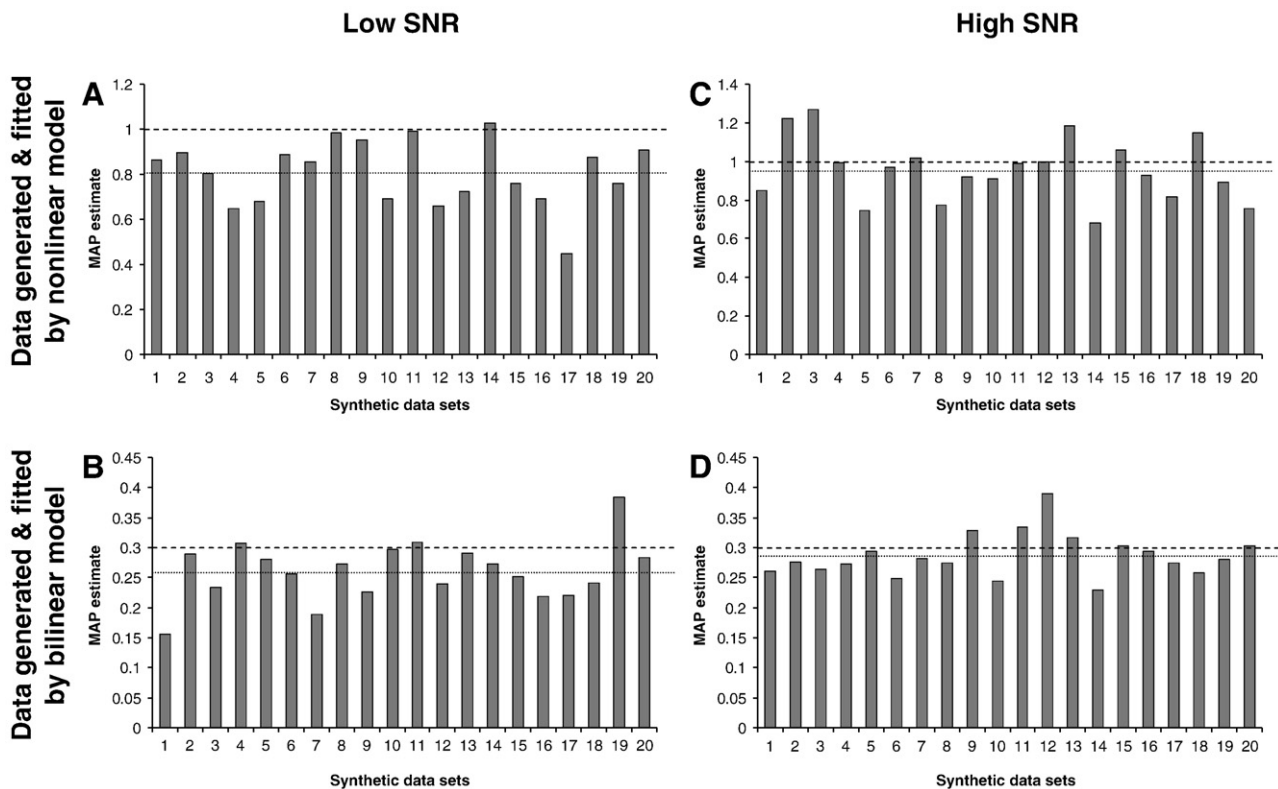 Low SNR
High SNR
Data generated & fitted
by nonlinear model
A
MAP estimate
1.2
1
0.8
0.6
0.4
0.2
0
1 2 3 4 5 6 7 8 9 10 11 12 13 14 15 16 17 18 19 20
Synthetic data sets
C
MAP estimate
1.4
1.2
1
0.8
0.6
0.4
0.2
0
1 2 3 4 5 6 7 8 9 10 11 12 13 14 15 16 17 18 19 20
Synthetic data sets
Data generated & fitted
by bilinear model
B
MAP estimate
0.45
0.4
0.35
0.3
0.25
0.2
0.15
0.1
0.05
0
1 2 3 4 5 6 7 8 9 10 11 12 13 14 15 16 17 18 19 20
Synthetic data sets
D
MAP estimate
0.45
0.4
0.35
0.3
0.25
0.2
0.15
0.1
0.05
0
1 2 3 4 5 6 7 8 9 10 11 12 13 14 15 16 17 18 19 20
Synthetic data sets